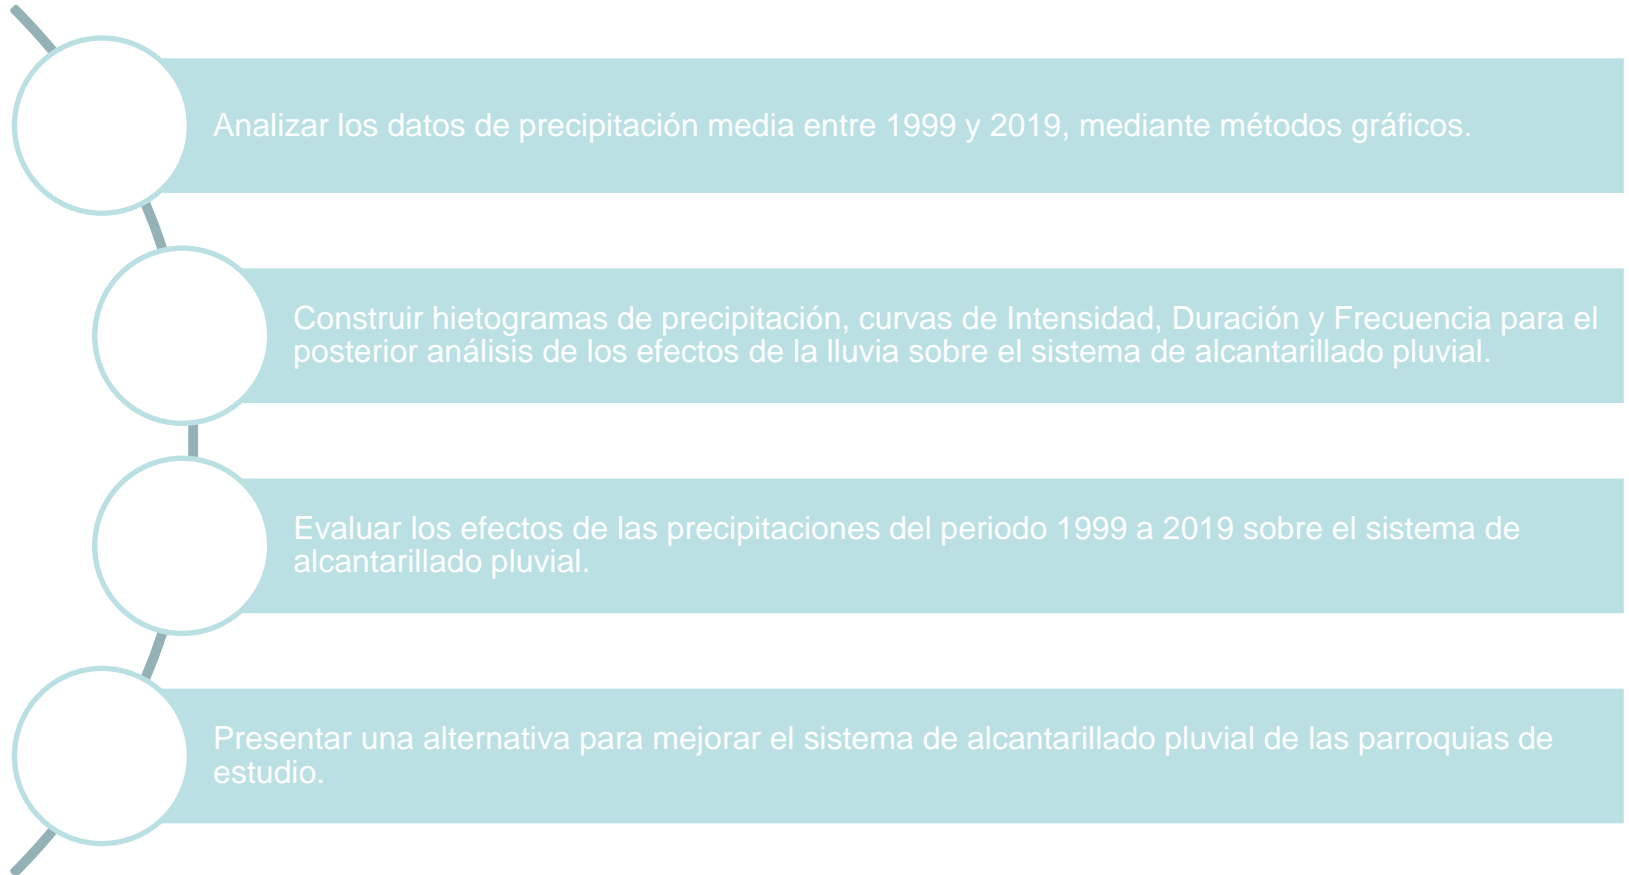 Analizar los datos de precipitación media entre 1999 y 2019, mediante métodos gráficos.
Construir hietogramas de precipitación, curvas de Intensidad, Duración y Frecuencia para el
posterior análisis de los efectos de la lluvia sobre el sistema de alcantarillado pluvial.
Evaluar los efectos de las precipitaciones del periodo 1999 a 2019 sobre el sistema de
alcantarillado pluvial.
Presentar una alternativa para mejorar el sistema de alcantarillado pluvial de las parroquias de
estudio.